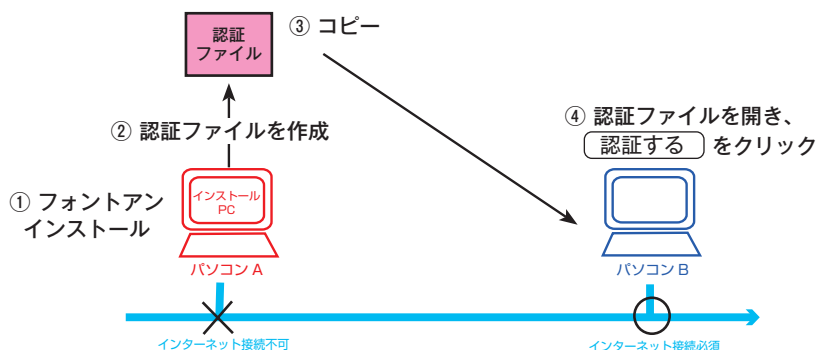 認証
ファイル
③ コピー
② 認証ファイルを作成
④ 認証ファイルを開き、
認証する をクリック
① フォントアン
インストール
インストール
PC
パソコン A
パソコン B
インターネット接続不可
インターネット接続必須